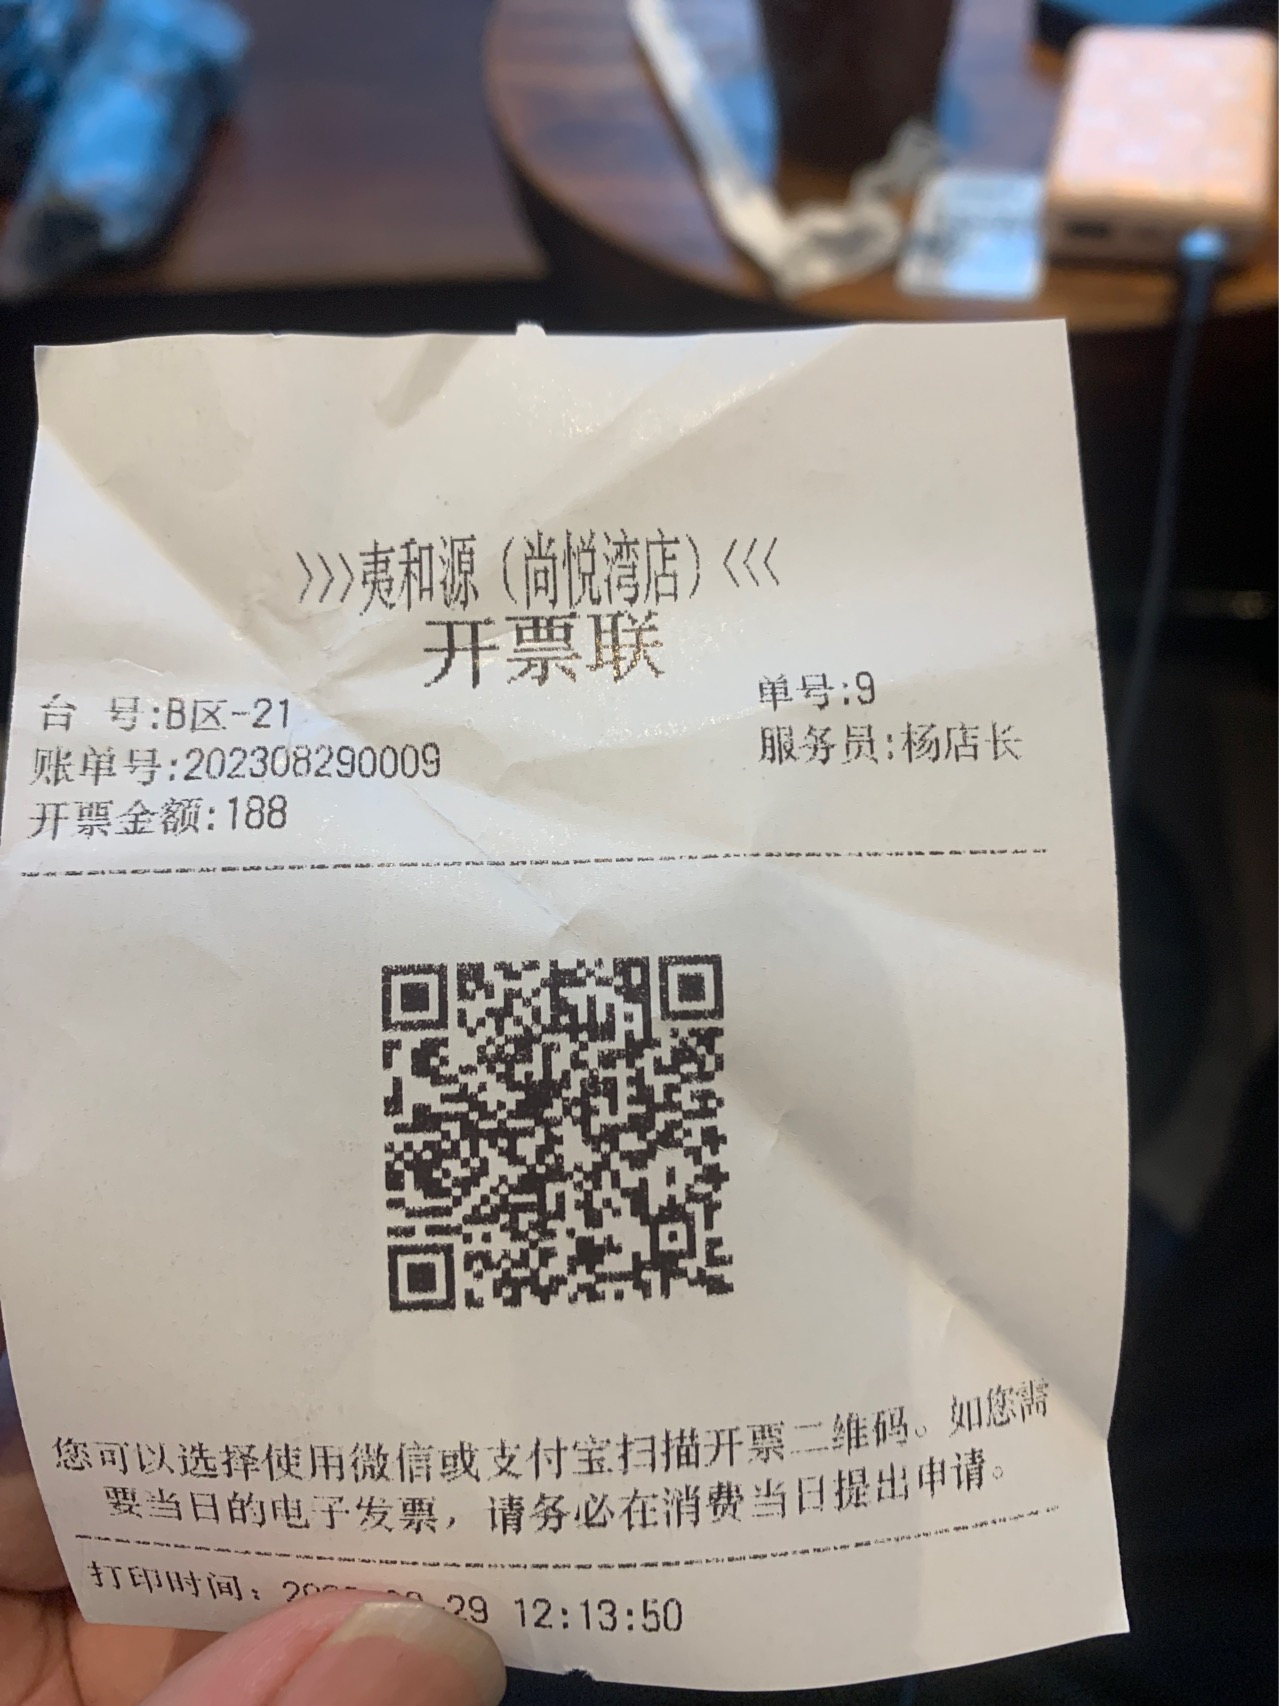 >>>夷和源（尚悦湾店）<<<
开票联
台 号:B区-21 单号:9
账单号:202308290009 服务员:杨店长
开票金额:188
您可以选择使用微信或支付宝扫描开票二维码。如您需
要当日的电子发票，请务必在消费当日提出申请。
打印时间: 29 12:13:50